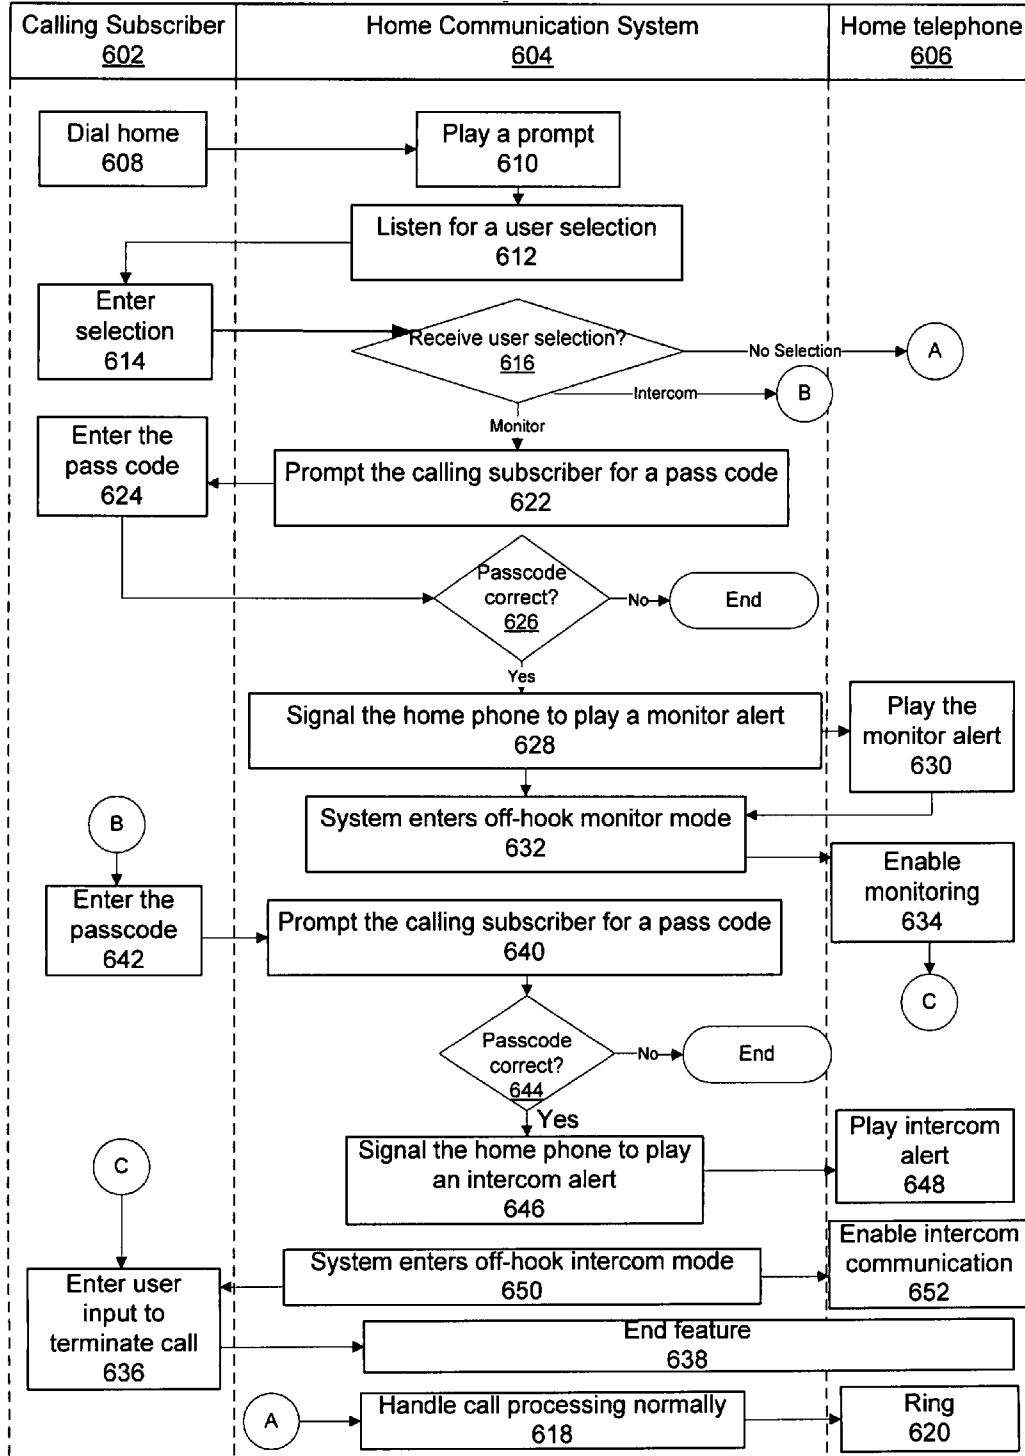 Calling Subscriber
602
Home Communication System
604
Home telephone
606
Dial home
608
Play a prompt
610
Listen for a user selection
612
Enter
selection
614
Receive user selection?
616
No Selection
A
Intercom
B
Monitor
Enter the
pass code
624
Prompt the calling subscriber for a pass code
622
Passcode
correct?
626
No
End
Yes
Signal the home phone to play a monitor alert
628
Play the
monitor alert
630
B
System enters off-hook monitor mode
632
Enable
monitoring
634
Enter the
passcode
642
Prompt the calling subscriber for a pass code
640
C
Passcode
correct?
644
No
End
Yes
C
Signal the home phone to play
an intercom alert
646
Play intercom
alert
648
System enters off-hook intercom mode
650
Enable intercom
communication
652
Enter user
input to
terminate call
636
End feature
638
A
Handle call processing normally
618
Ring
620